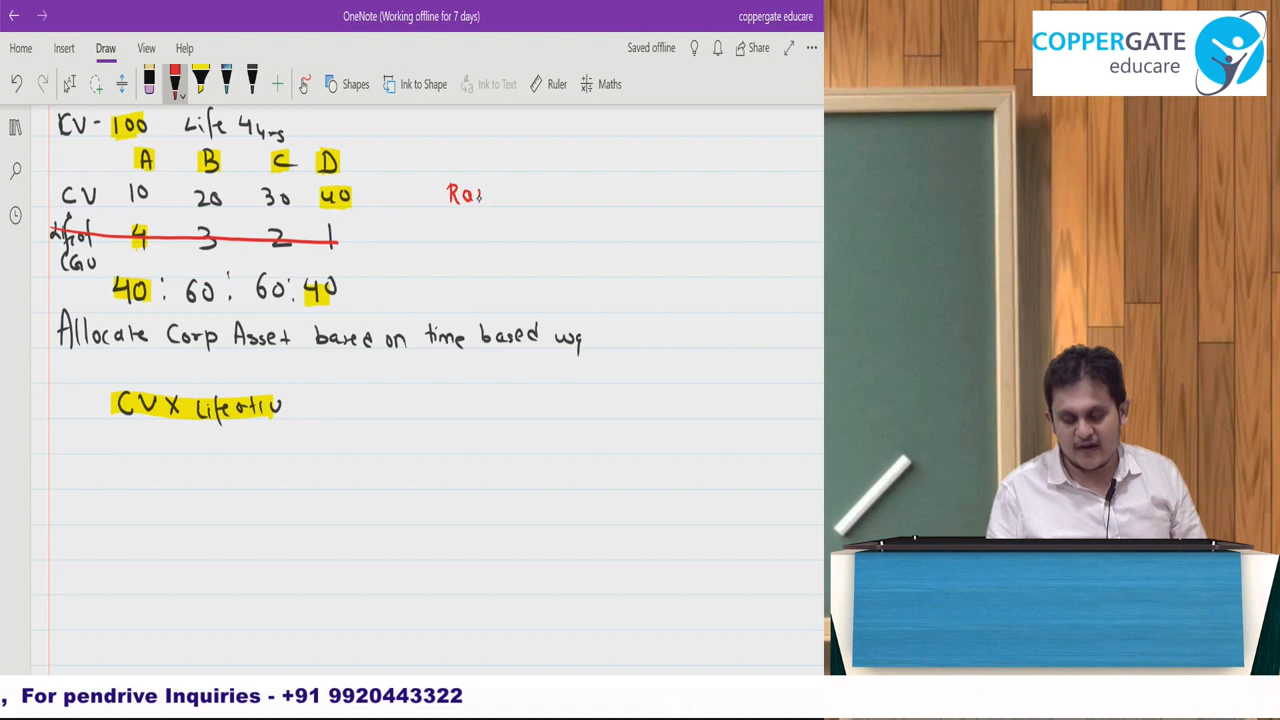 OneNote (Working offline for 7 days)
coppergate educare
Home Insert Draw View Help
Saved offline Share
Shapes Ink to Shape Ink to Text Ruler Maths
COPPERGATE
educare
CV - 100 Life 4 yrs
A B C D
CV 10 20 30 40
4 3 2 1
CGU
40 : 60 : 60 : 40
Allocate Corp Asset based on time based wg
CV X Life
, For pendrive Inquiries - +91 9920443322